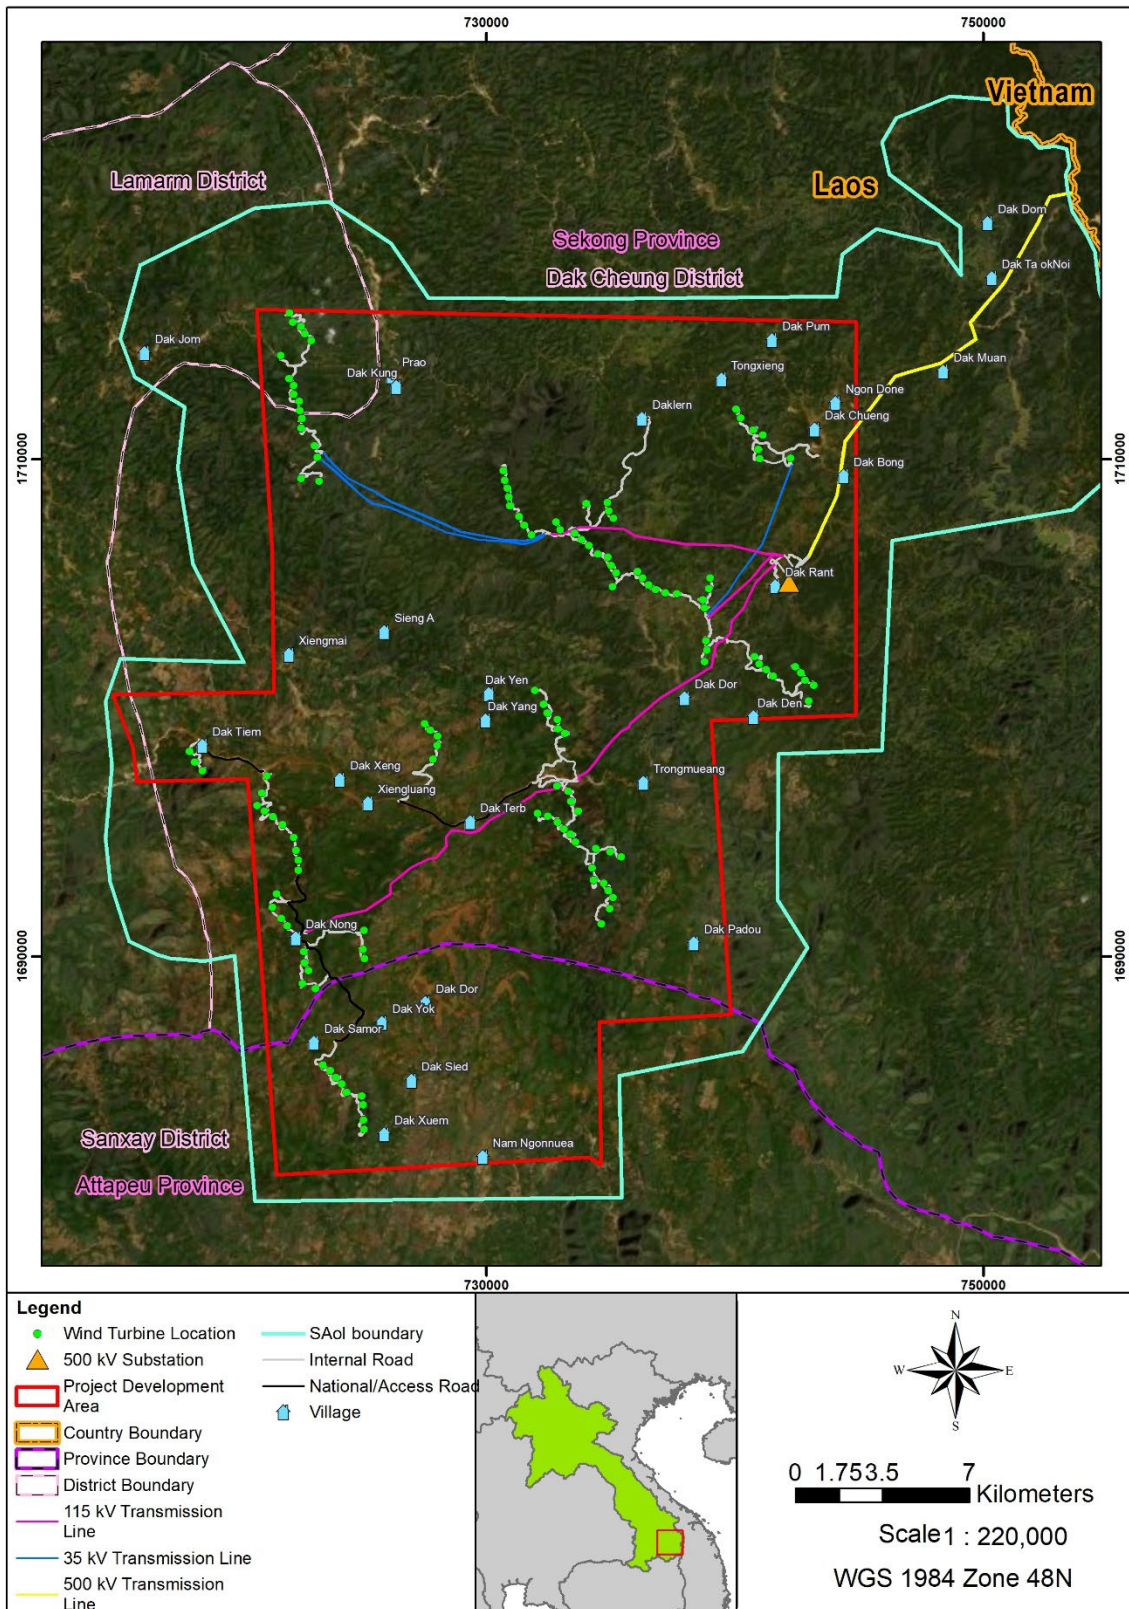 730000
750000
Vietnam
Lamarm District
Laos
Dak Dom
Sekong Province
Dak Cheung District
Dak Ta okNoi
Dak Jom
Dak Pum
Prao
Dak Kung
Tongxieng
Dak Muan
Ngon Done
Daklern
Dak Chueng
1710000
1710000
Dak Bong
Dak Rant
Sieng A
Xiengmai
Dak Yen
Dak Dor
Dak Yang
Dak Den
Dak Tiem
Dak Xeng
Trongmueang
Xiengluang
Dak Terb
Dak Nong
Dak Padou
1690000
1690000
Dak Dor
Dak Yok
Dak Samor
Dak Sied
Dak Xuem
Sanxay District
Nam Ngonnuea
Attapeu Province
730000
750000
Legend
Wind Turbine Location
500 kV Substation
Project Development
Area
Country Boundary
Province Boundary
District Boundary
115 kV Transmission
Line
35 kV Transmission Line
500 kV Transmission
Line
SAoI boundary
Internal Road
National/Access Road
Village
N
W
E
S
0 1.75 3.5 7
Kilometers
Scale 1 : 220,000
WGS 1984 Zone 48N